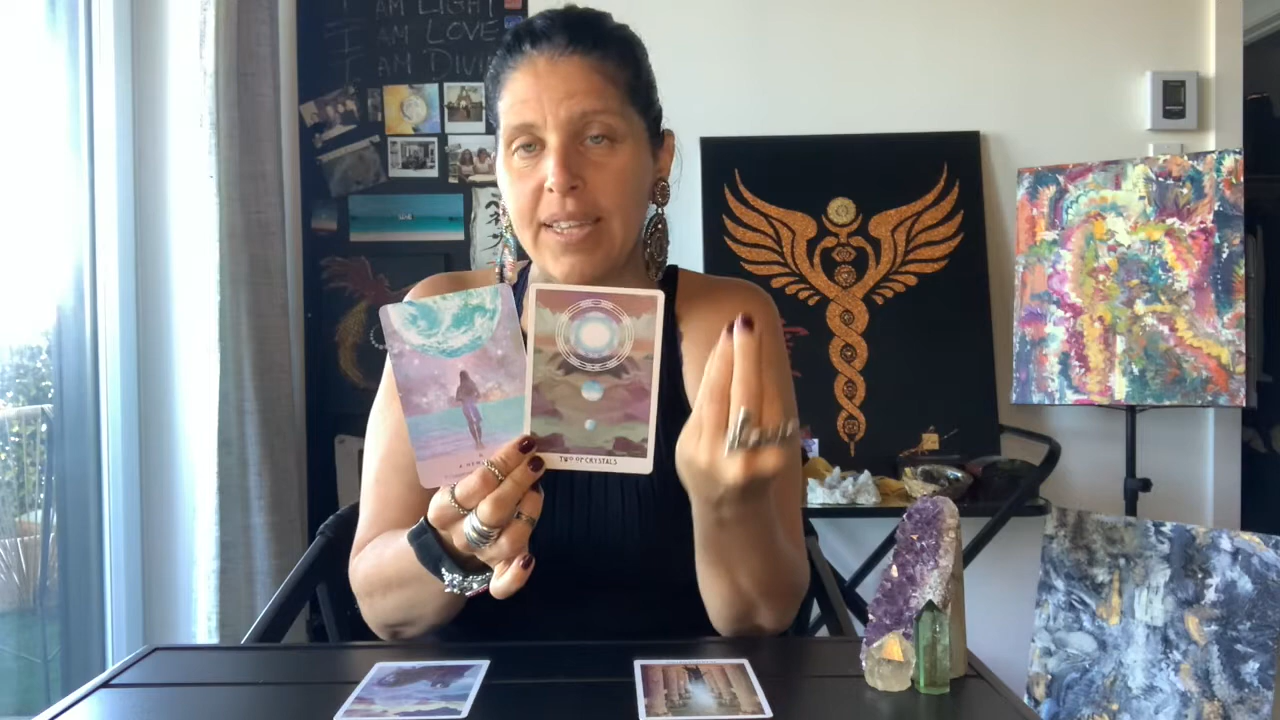 I AM LIGHT
I AM LOVE
I AM DIVI
TWO OF CRYSTALS